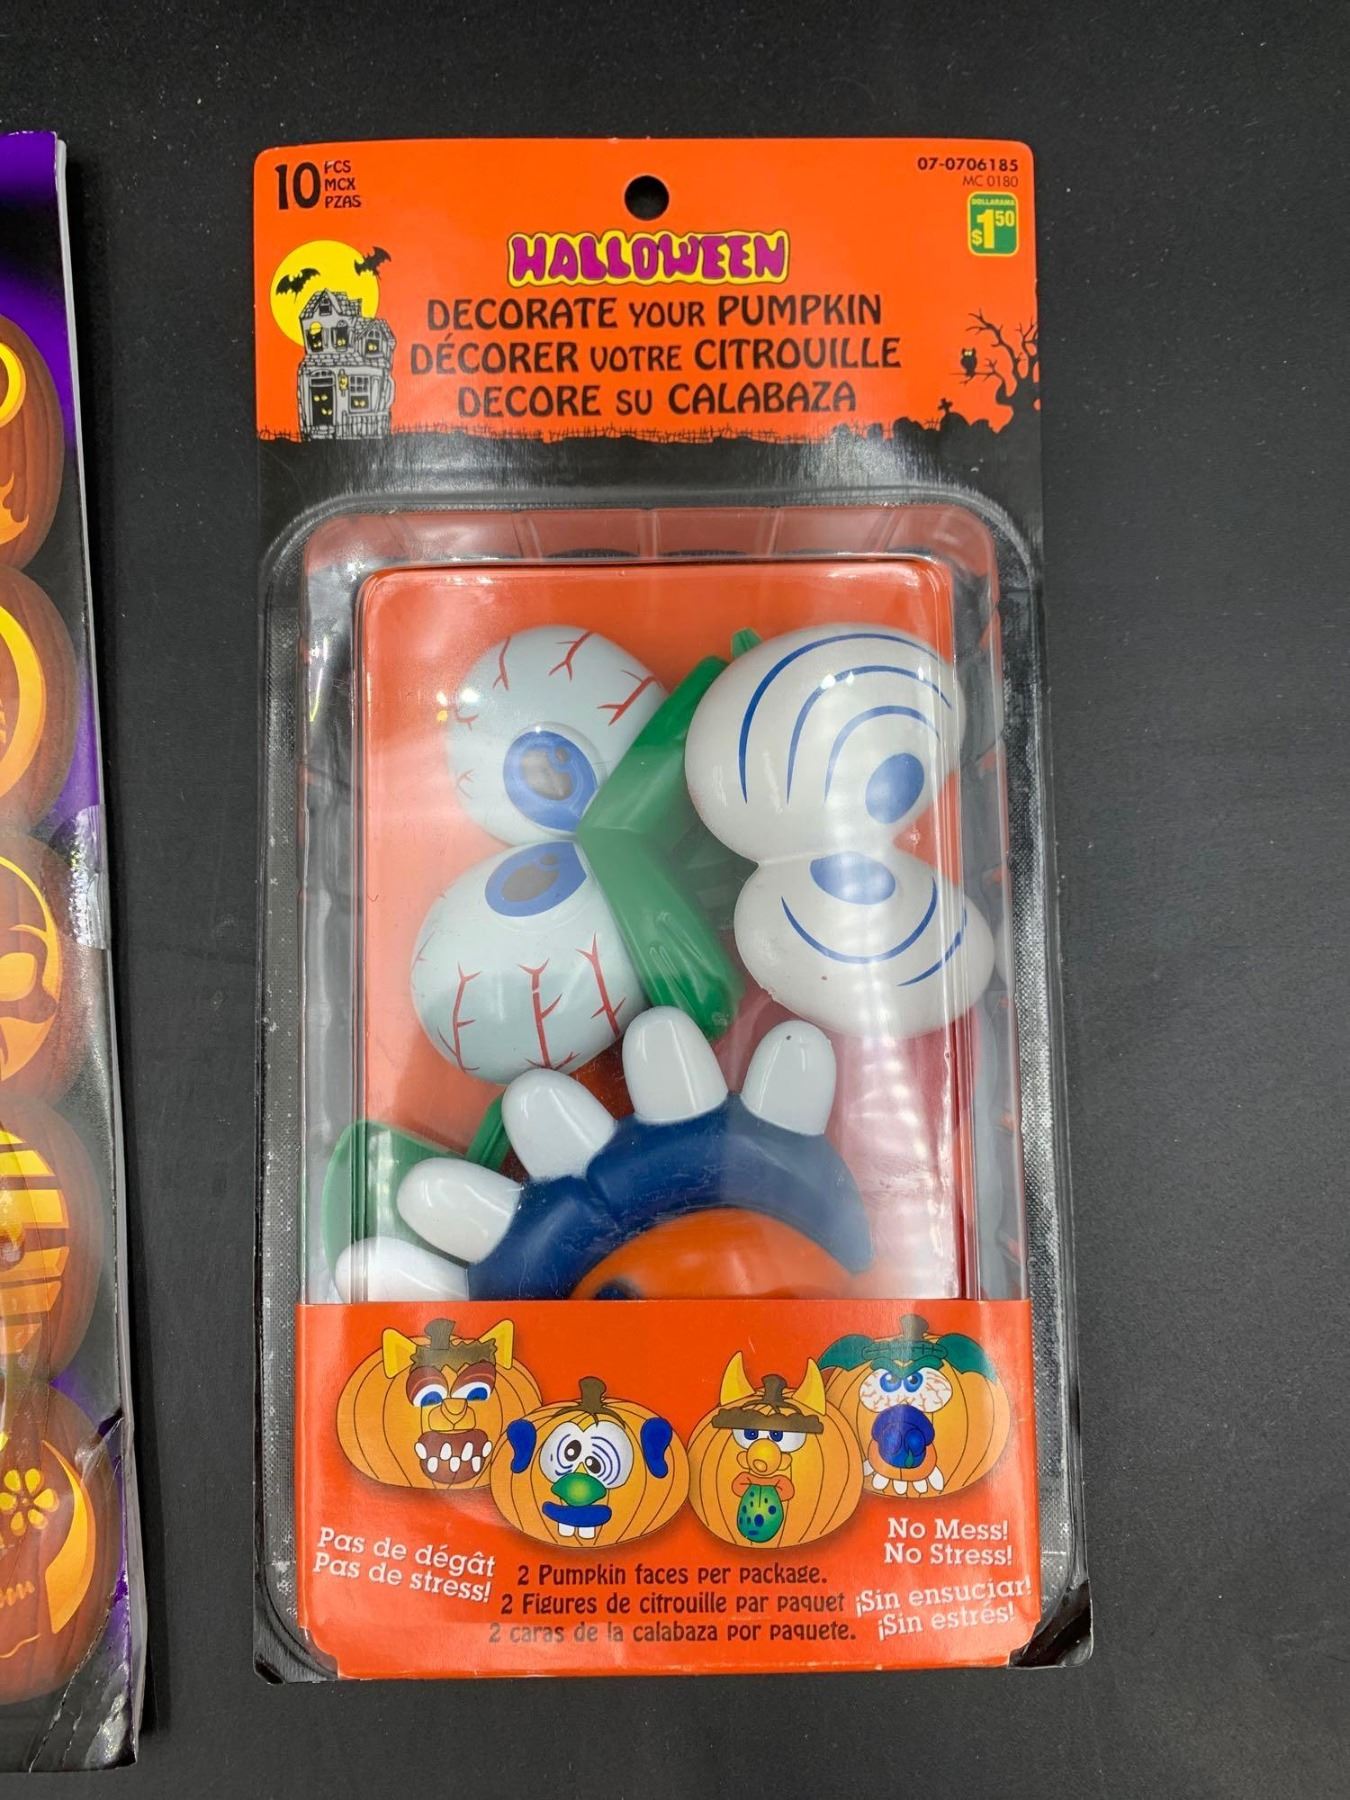 10 PCS
MCX
PZAS
07-0706185
MC 0180
DOLLARAMA
$1.50
HALLOWEEN
DECORATE YOUR PUMPKIN
DÉCORER VOTRE CITROUILLE
DECORE SU CALABAZA
Pas de dégât
Pas de stress!
No Mess!
No Stress!
2 Pumpkin faces per package.
2 Figures de citrouille par paquet
2 caras de la calabaza por paquete.
¡Sin ensuciar!
¡Sin estrés!